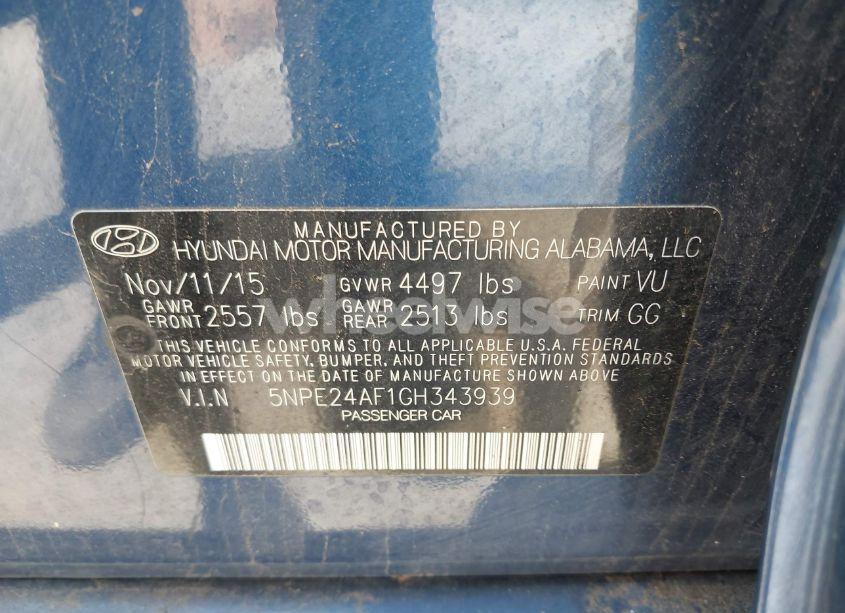 MANUFACTURED BY
HYUNDAI MOTOR MANUFACTURING ALABAMA, LLC
Nov/11/15 GVWR 4497 lbs PAINT VU
GAWR FRONT 2557 lbs GAWR REAR 2513 lbs TRIM GG
THIS VEHICLE CONFORMS TO ALL APPLICABLE U.S.A. FEDERAL
MOTOR VEHICLE SAFETY, BUMPER, AND THEFT PREVENTION STANDARDS
IN EFFECT ON THE DATE OF MANUFACTURE SHOWN ABOVE
V.I.N 5NPE24AF1GH343939
PASSENGER CAR
wheelwise